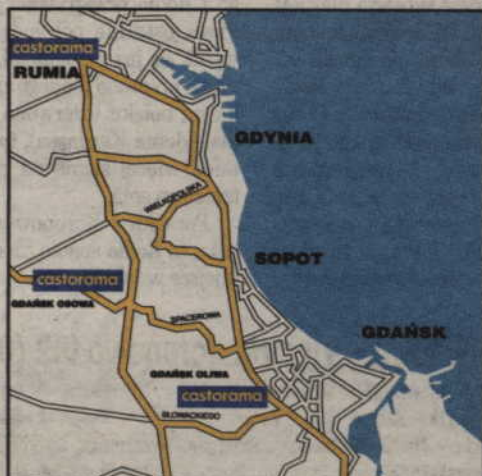 castorama
RUMIA
GDYNIA
WIELKOPOLSKA
SOPOT
castorama
GDAŃSK OSOWA
SPACEROWA
GDAŃSK
GDAŃSK OLIWA
castorama
SŁOWACKIEGO